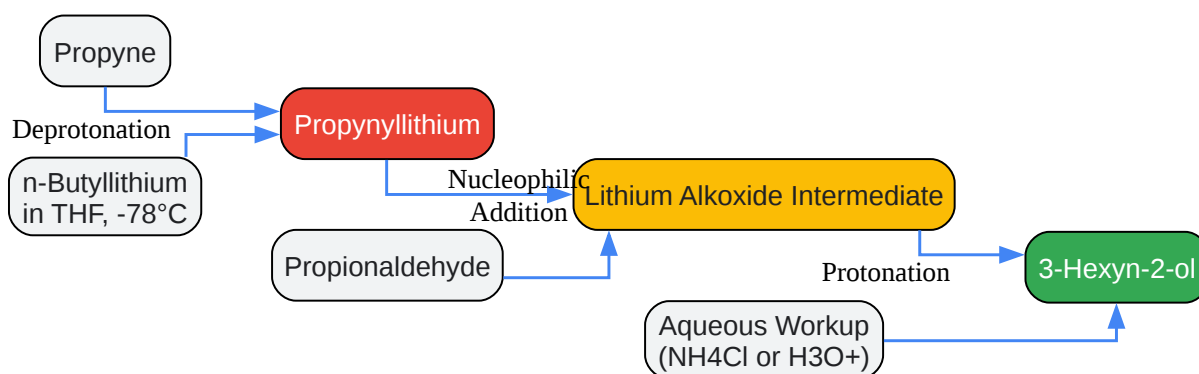 Propyne
Deprotonation
n-Butyllithium
in THF, -78°C
Propynyllithium
Nucleophilic
Addition
Propionaldehyde
Lithium Alkoxide Intermediate
Protonation
Aqueous Workup
(NH4Cl or H3O+)
3-Hexyn-2-ol